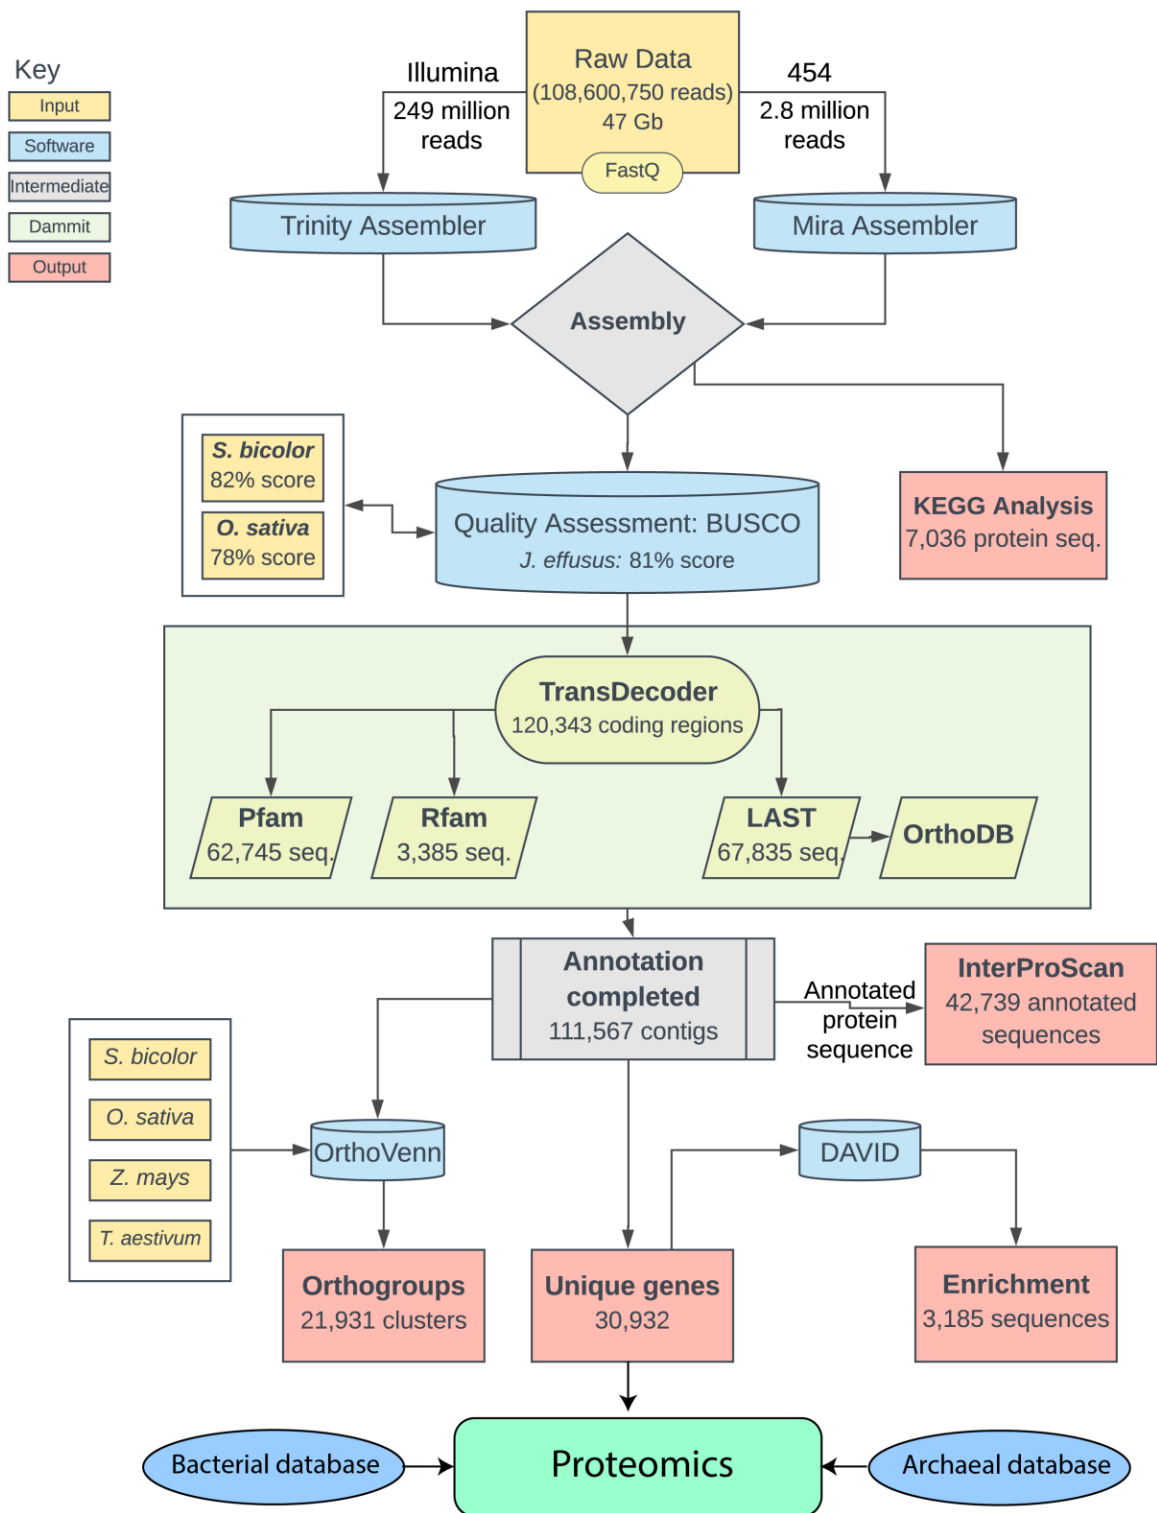 Key
Input
Software
Intermediate
Dammit
Output
Raw Data
(108,600,750 reads)
47 Gb
FastQ
Illumina
249 million
reads
454
2.8 million
reads
Trinity Assembler
Mira Assembler
Assembly
S. bicolor
82% score
O. sativa
78% score
Quality Assessment: BUSCO
J. effusus: 81% score
KEGG Analysis
7,036 protein seq.
TransDecoder
120,343 coding regions
Pfam
62,745 seq.
Rfam
3,385 seq.
LAST
67,835 seq.
OrthoDB
Annotation
completed
111,567 contigs
Annotated
protein
sequence
InterProScan
42,739 annotated
sequences
S. bicolor
O. sativa
Z. mays
T. aestivum
OrthoVenn
DAVID
Orthogroups
21,931 clusters
Unique genes
30,932
Enrichment
3,185 sequences
Bacterial database
Proteomics
Archaeal database